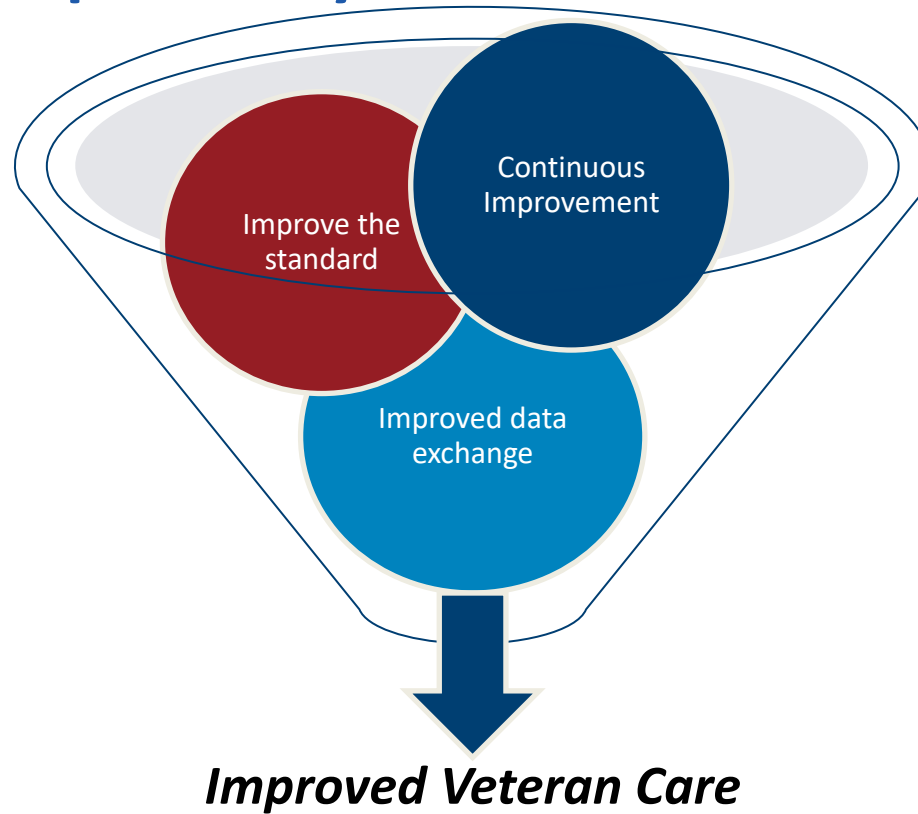 Improve the
standard
Continuous
Improvement
Improved data
exchange
Improved Veteran Care